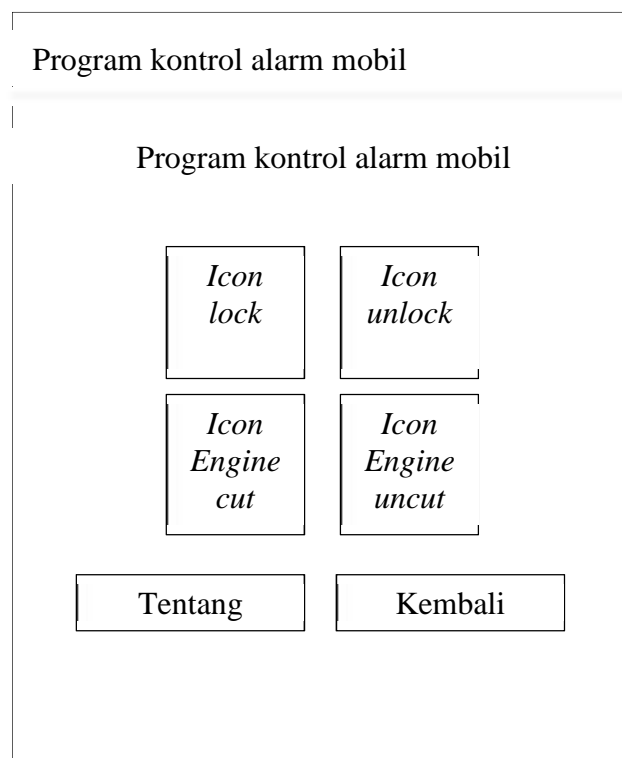 Program kontrol alarm mobil
Program kontrol alarm mobil
Icon
lock
Icon
unlock
Icon
Engine
cut
Icon
Engine
uncut
Tentang
Kembali